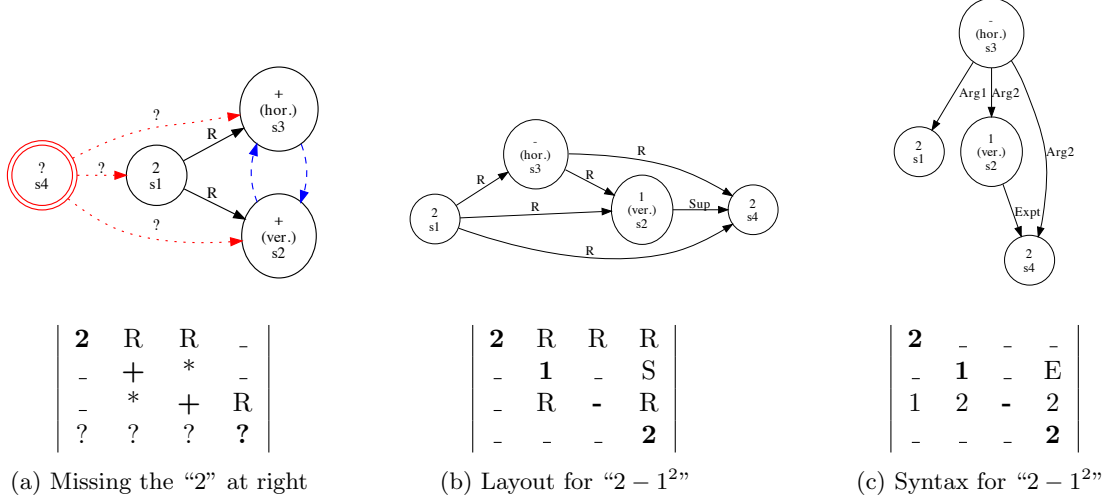 ?
s4
?
?
?
2
s1
R
R
+
(hor.)
s3
+
(ver.)
s2
2
s1
R
R
R
-
(hor.)
s3
R
R
1
(ver.)
s2
Sup
2
s4
-
(hor.)
s3
Arg1
Arg2
Arg2
2
s1
1
(ver.)
s2
Expt
2
s4
2 R R _
_ + * _
_ * + R
? ? ? ?
2 R R R
_ 1 _ S
_ R - R
_ _ _ 2
2 _ _ _
_ 1 _ E
1 2 - 2
_ _ _ 2
(a) Missing the “2” at right
(b) Layout for “2 − 1²”
(c) Syntax for “2 − 1²”